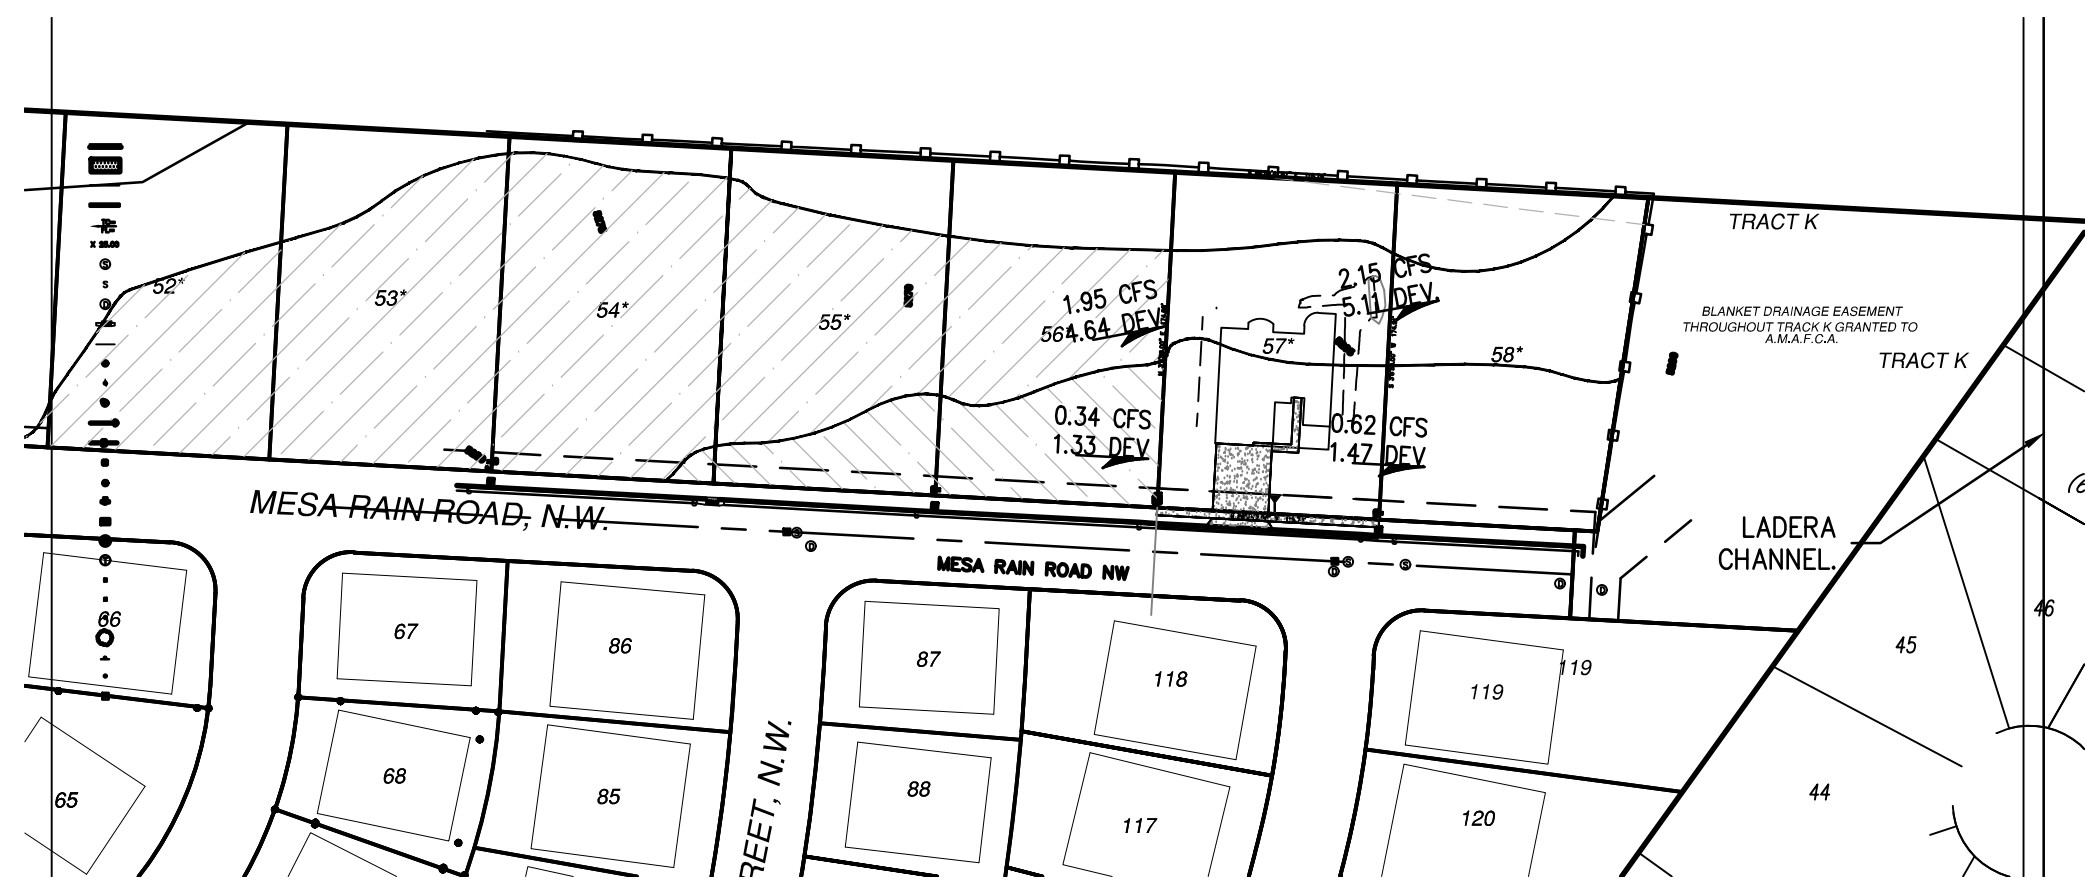 TRACT K
52*
53*
54*
55*
56*
57*
58*
1.95 CFS
4.64 DEV
2.15 CFS
5.11 DEV.
0.34 CFS
1.33 DEV
0.62 CFS
1.47 DEV
BLANKET DRAINAGE EASEMENT
THROUGHOUT TRACK K GRANTED TO
A.M.A.F.C.A.
TRACT K
S
S
D
MESA RAIN ROAD, N.W.
MESA RAIN ROAD NW
S
D
S
D
S
D
D
LADERA
CHANNEL.
66
67
86
87
118
119
119
45
46
65
68
85
88
117
120
44
REET, N.W.